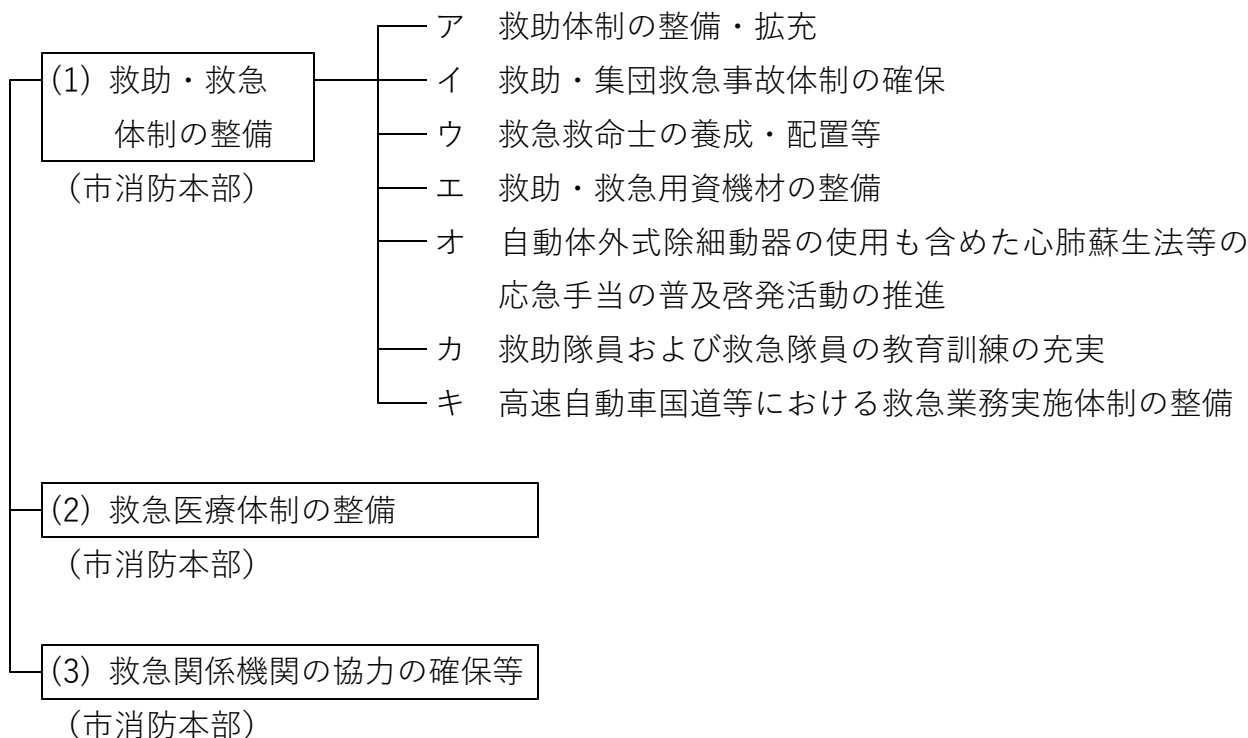 (1) 救助・救急
体制の整備
(市消防本部)
ア 救助体制の整備・拡充
イ 救助・集団救急事故体制の確保
ウ 救急救命士の養成・配置等
エ 救助・救急用資機材の整備
オ 自動体外式除細動器の使用も含めた心肺蘇生法等の
応急手当の普及啓発活動の推進
カ 救助隊員および救急隊員の教育訓練の充実
キ 高速自動車国道等における救急業務実施体制の整備
(2) 救急医療体制の整備
(市消防本部)
(3) 救急関係機関の協力の確保等
(市消防本部)